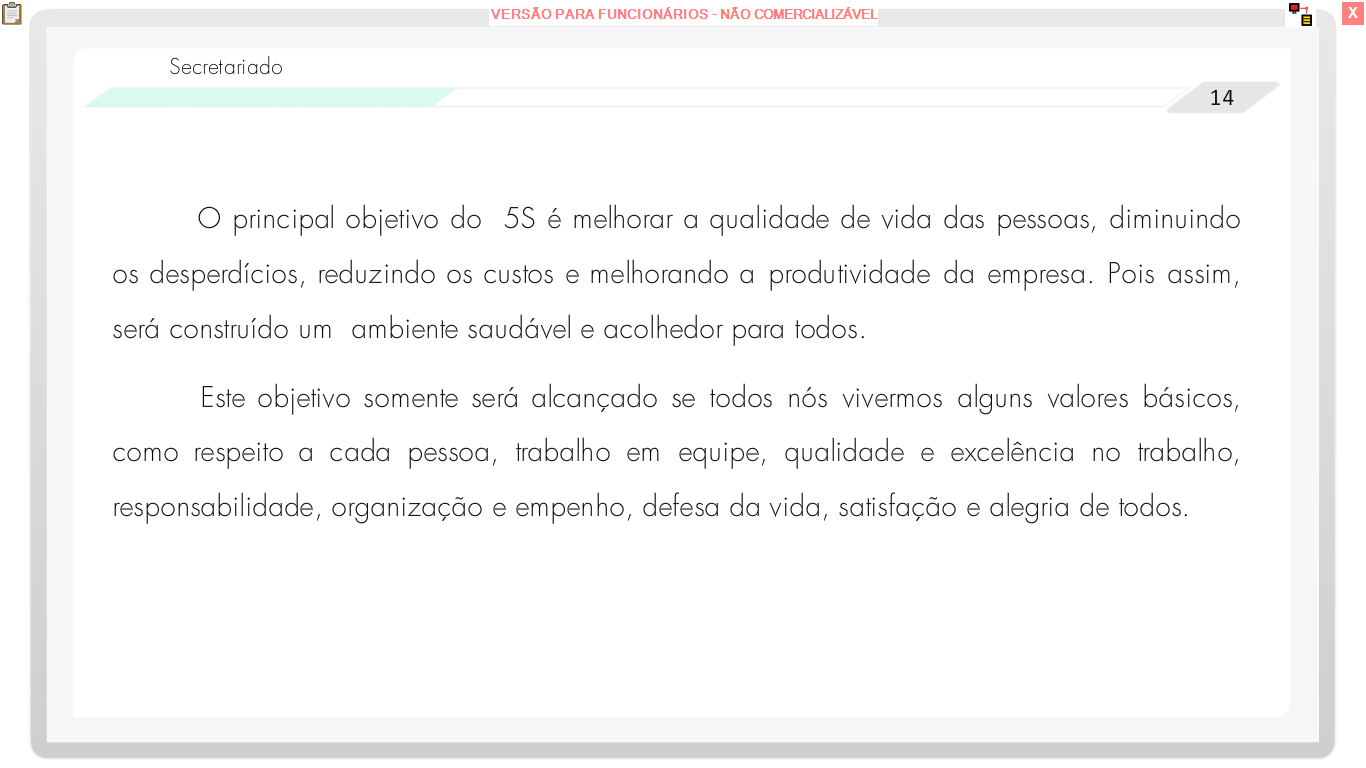 VERSÃO PARA FUNCIONÁRIOS - NÃO COMERCIALIZÁVEL
X
Secretariado
14
O principal objetivo do 5S é melhorar a qualidade de vida das pessoas, diminuindo
os desperdícios, reduzindo os custos e melhorando a produtividade da empresa. Pois assim,
será construído um ambiente saudável e acolhedor para todos.
Este objetivo somente será alcançado se todos nós vivermos alguns valores básicos,
como respeito a cada pessoa, trabalho em equipe, qualidade e excelência no trabalho,
responsabilidade, organização e empenho, defesa da vida, satisfação e alegria de todos.